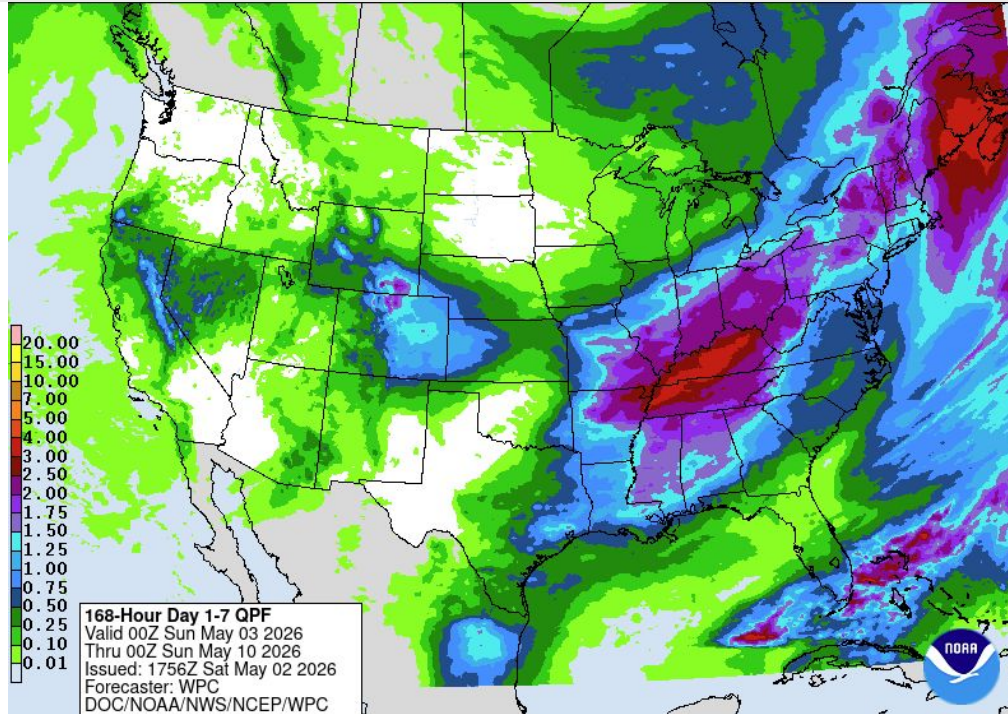 20.00
15.00
10.00
7.00
5.00
4.00
3.00
2.50
2.00
1.75
1.50
1.25
1.00
0.75
0.50
0.25
0.10
0.01
168-Hour Day 1-7 QPF
Valid 00Z Sun May 03 2026
Thru 00Z Sun May 10 2026
Issued: 1756Z Sat May 02 2026
Forecaster: WPC
DOC/NOAA/NWS/NCEP/WPC
NOAA